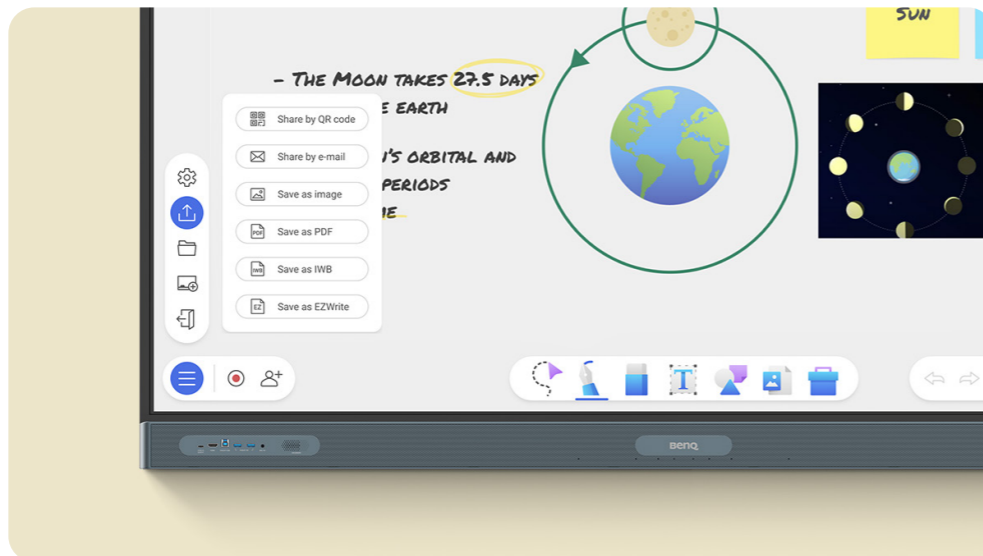 SUN
- THE MOON TAKES 27.5 DAYS
E EARTH
N'S ORBITAL AND
PERIODS
NE
Share by QR code
Share by e-mail
Save as image
PDF Save as PDF
IWB Save as IWB
EZ Save as EZWrite
T
BenQ